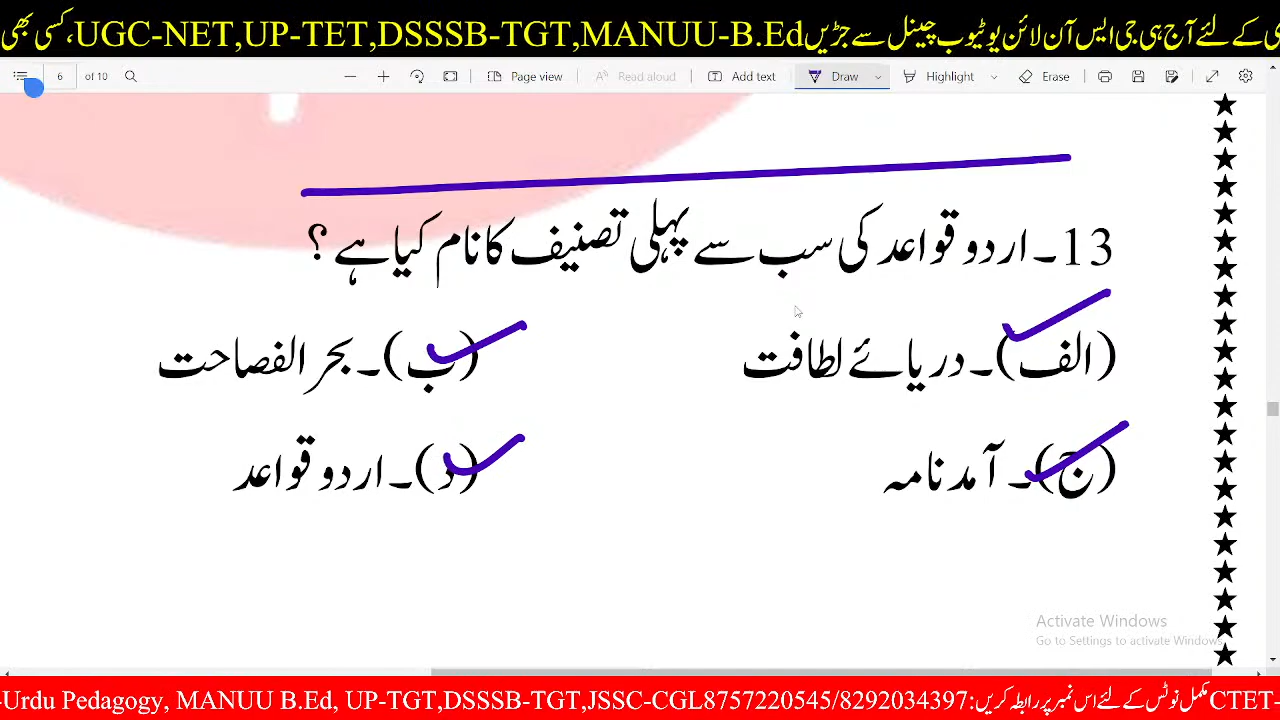 ی کے لئے آج ہی جی ایس آن لائن یوٹیوب چینل سے جڑیں UGC-NET,UP-TET,DSSSB-TGT,MANUU-B.Ed، کسی بھی
6 of 10 Page view Read aloud Add text Draw Highlight Erase
13۔ اردو قواعد کی سب سے پہلی تصنیف کا نام کیا ہے ؟
(الف)۔ دریائے لطافت (ب)۔ بحر الفصاحت
(ج)۔ آمد نامہ (د)۔ اردو قواعد
Activate Windows
Go to Settings to activate Windows.
-Urdu Pedagogy, MANUU B.Ed, UP-TGT,DSSSB-TGT,JSSC-CGL8757220545/8292034397: مکمل نوٹس کے لئے اس نمبر پر رابطہ کریں CTET-